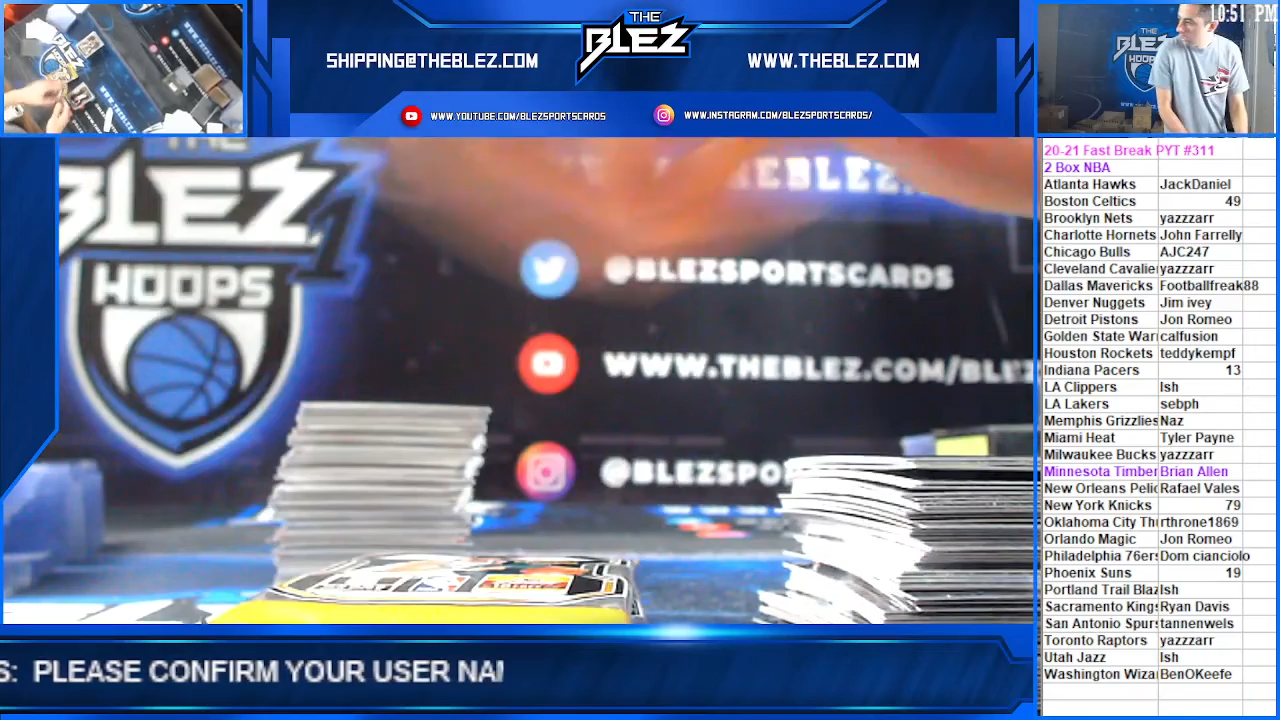 10:51 PM
THE
BLEZ
SHIPPING@THEBLEZ.COM
WWW.THEBLEZ.COM
WWW.YOUTUBE.COM/BLEZSPORTSCARDS
WWW.INSTAGRAM.COM/BLEZSPORTSCARDS/
THE
BLEZ
HOOPS
1
@BLEZSPORTSCARDS
WWW.THEBLEZ.COM/BLEZ
@BLEZSPO
20-21 Fast Break PYT #311
2 Box NBA
Atlanta Hawks JackDaniel
Boston Celtics 49
Brooklyn Nets yazzzarr
Charlotte Hornets John Farrelly
Chicago Bulls AJC247
Cleveland Cavalie yazzzarr
Dallas Mavericks Footballfreak88
Denver Nuggets Jim ivey
Detroit Pistons Jon Romeo
Golden State War calfusion
Houston Rockets teddykempf
Indiana Pacers 13
LA Clippers Ish
LA Lakers sebph
Memphis Grizzlies Naz
Miami Heat Tyler Payne
Milwaukee Bucks yazzzarr
Minnesota Timber Brian Allen
New Orleans Pelic Rafael Vales
New York Knicks 79
Oklahoma City Thu rthrone1869
Orlando Magic Jon Romeo
Philadelphia 76ers Dom cianciolo
Phoenix Suns 19
Portland Trail Blaz Ish
Sacramento Kings Ryan Davis
San Antonio Spurs tannenwels
Toronto Raptors yazzzarr
Utah Jazz Ish
Washington Wiza BenOKeefe
S: PLEASE CONFIRM YOUR USER NA